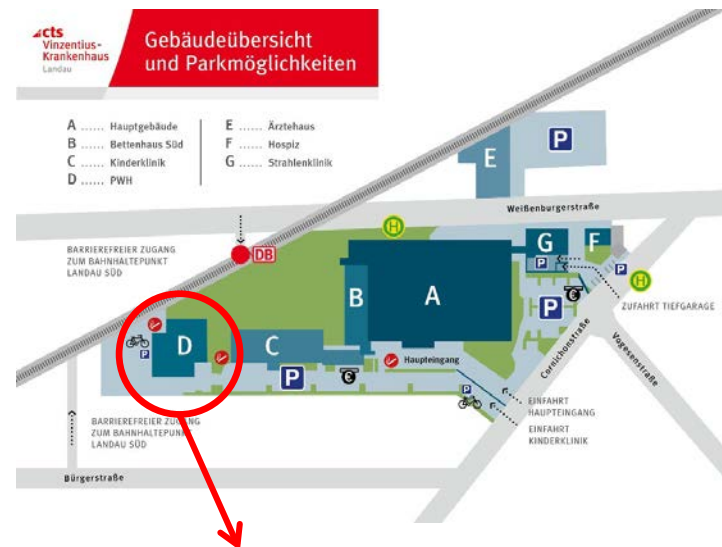 cts
Vinzentius-
Krankenhaus
Landau
Gebäudeübersicht
und Parkmöglichkeiten
A ...... Hauptgebäude
B ...... Bettenhaus Süd
C ...... Kinderklinik
D ...... PWH
E ...... Ärztehaus
F ...... Hospiz
G ...... Strahlenklinik
E
P
Weißenburgerstraße
H
BARRIEREFREIER ZUGANG
ZUM BAHNHALTEPUNKT
LANDAU SÜD
DB
G
F
P
P
H
B
A
P
€
ZUFAHRT TIEFGARAGE
D
C
P
Haupteingang
P
€
P
Cornichonstraße
Vogesenstraße
EINFAHRT
HAUPTEINGANG
EINFAHRT
KINDERKLINIK
BARRIEREFREIER ZUGANG
ZUM BAHNHALTEPUNKT
LANDAU SÜD
Bürgerstraße